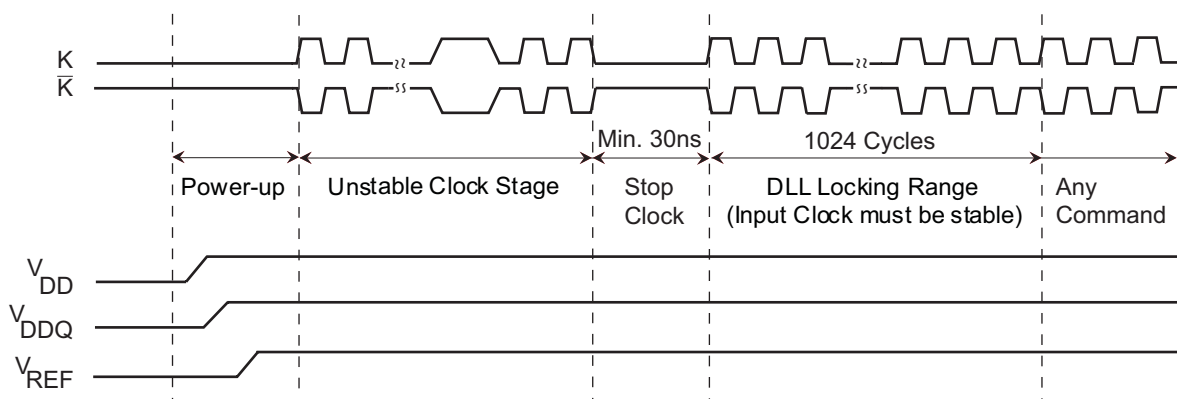 K
K̅
Min. 30ns
1024 Cycles
Power-up
Unstable Clock Stage
Stop
Clock
DLL Locking Range
(Input Clock must be stable)
Any
Command
VDD
VDDQ
VREF